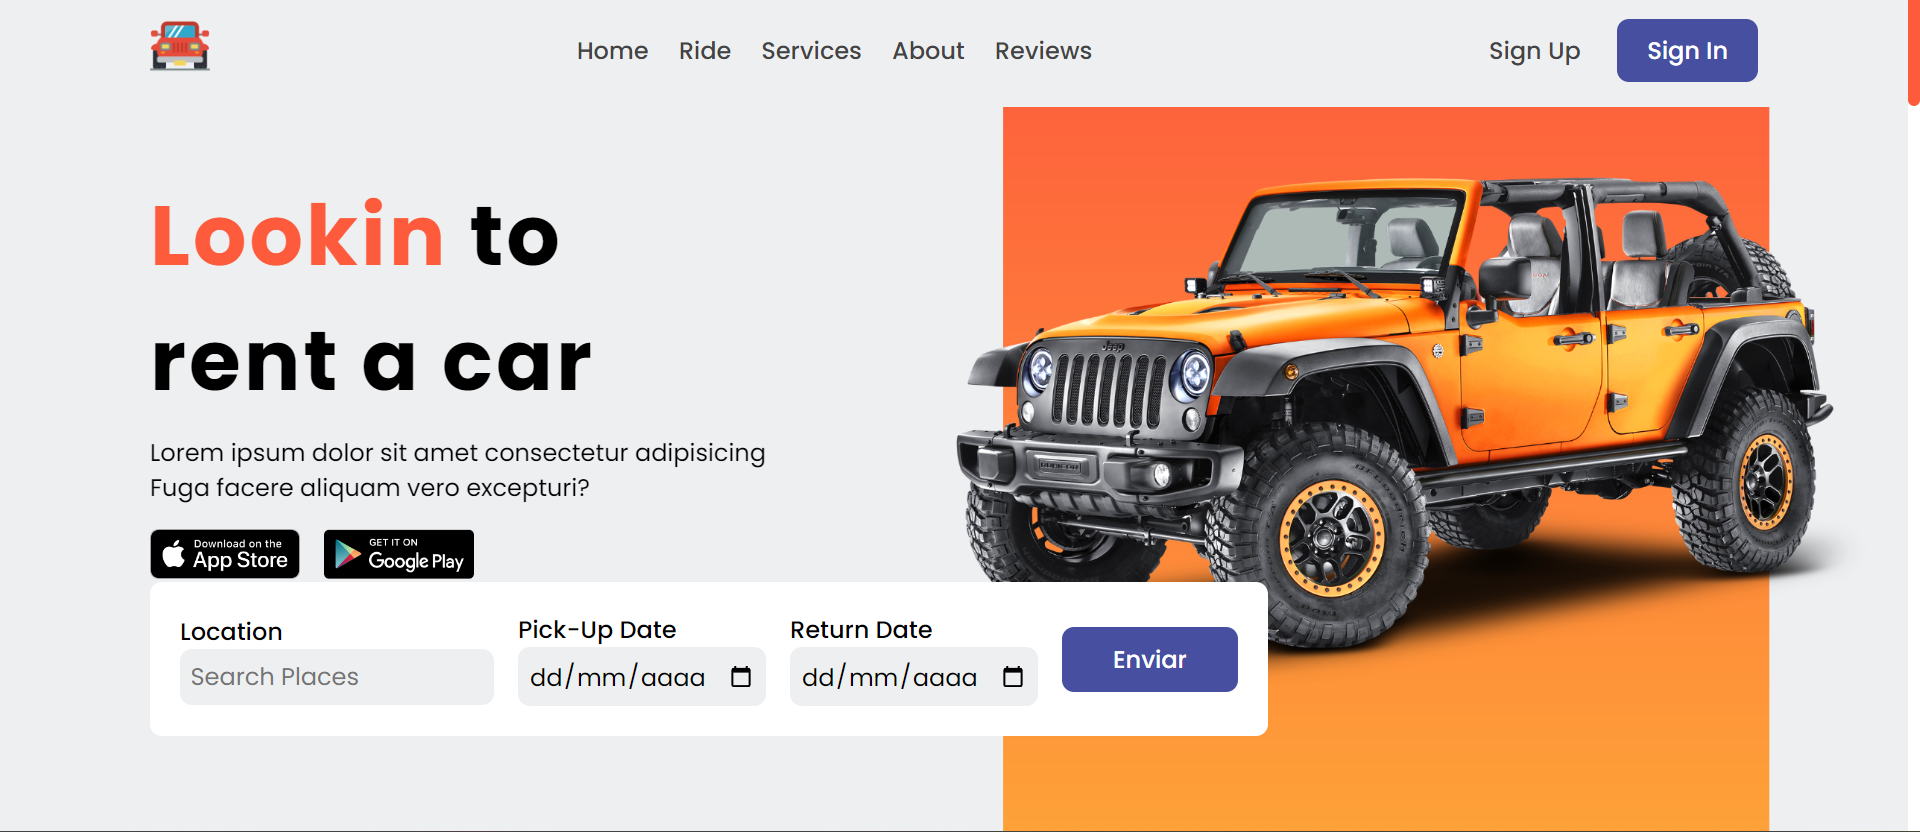 Home Ride Services About Reviews Sign Up Sign In
Lookin to
rent a car
Lorem ipsum dolor sit amet consectetur adipisicing
Fuga facere aliquam vero excepturi?
Download on the
App Store
GET IT ON
Google Play
Location Pick-Up Date Return Date
Search Places dd/mm/aaaa dd/mm/aaaa
Enviar
Jeep